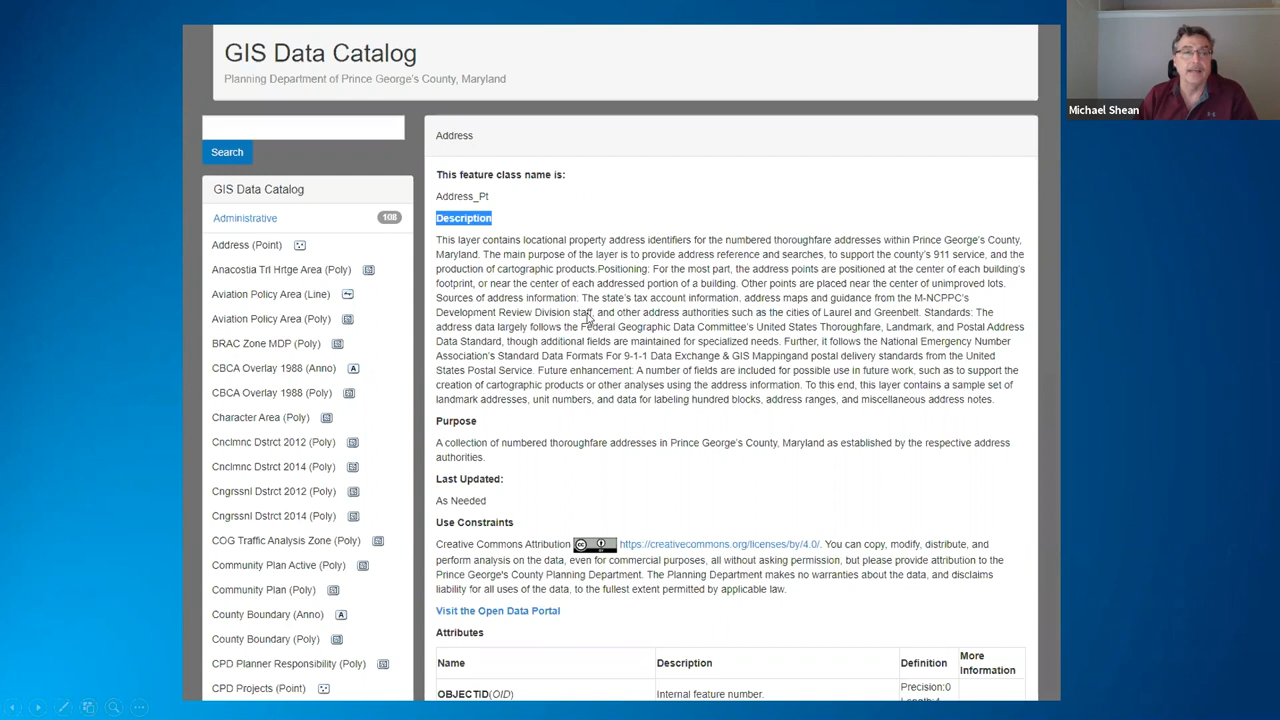 GIS Data Catalog
Planning Department of Prince George's County, Maryland
Michael Shean
Search
GIS Data Catalog
Administrative 108
Address (Point)
Anacostia Trl Hrtge Area (Poly)
Aviation Policy Area (Line)
Aviation Policy Area (Poly)
BRAC Zone MDP (Poly)
CBCA Overlay 1988 (Anno) A
CBCA Overlay 1988 (Poly)
Character Area (Poly)
Cnclmnc Dstrct 2012 (Poly)
Cnclmnc Dstrct 2014 (Poly)
Cngrssnl Dstrct 2012 (Poly)
Cngrssnl Dstrct 2014 (Poly)
COG Traffic Analysis Zone (Poly)
Community Plan Active (Poly)
Community Plan (Poly)
County Boundary (Anno) A
County Boundary (Poly)
CPD Planner Responsibility (Poly)
CPD Projects (Point)
Address
This feature class name is:
Address_Pt
Description
This layer contains locational property address identifiers for the numbered thoroughfare addresses within Prince George's County,
Maryland. The main purpose of the layer is to provide address reference and searches, to support the county's 911 service, and the
production of cartographic products.Positioning: For the most part, the address points are positioned at the center of each building's
footprint, or near the center of each addressed portion of a building. Other points are placed near the center of unimproved lots.
Sources of address information: The state's tax account information, address maps and guidance from the M-NCPPC's
Development Review Division staff, and other address authorities such as the cities of Laurel and Greenbelt. Standards: The
address data largely follows the Federal Geographic Data Committee's United States Thoroughfare, Landmark, and Postal Address
Data Standard, though additional fields are maintained for specialized needs. Further, it follows the National Emergency Number
Association's Standard Data Formats For 9-1-1 Data Exchange & GIS Mappingand postal delivery standards from the United
States Postal Service. Future enhancement: A number of fields are included for possible use in future work, such as to support the
creation of cartographic products or other analyses using the address information. To this end, this layer contains a sample set of
landmark addresses, unit numbers, and data for labeling hundred blocks, address ranges, and miscellaneous address notes.
Purpose
A collection of numbered thoroughfare addresses in Prince George's County, Maryland as established by the respective address
authorities.
Last Updated:
As Needed
Use Constraints
Creative Commons Attribution cc BY https://creativecommons.org/licenses/by/4.0/. You can copy, modify, distribute, and
perform analysis on the data, even for commercial purposes, all without asking permission, but please provide attribution to the
Prince George's County Planning Department. The Planning Department makes no warranties about the data, and disclaims
liability for all uses of the data, to the fullest extent permitted by applicable law.
Visit the Open Data Portal
Attributes
Name Description Definition More
Information
OBJECTID(OID) Internal feature number. Precision:0